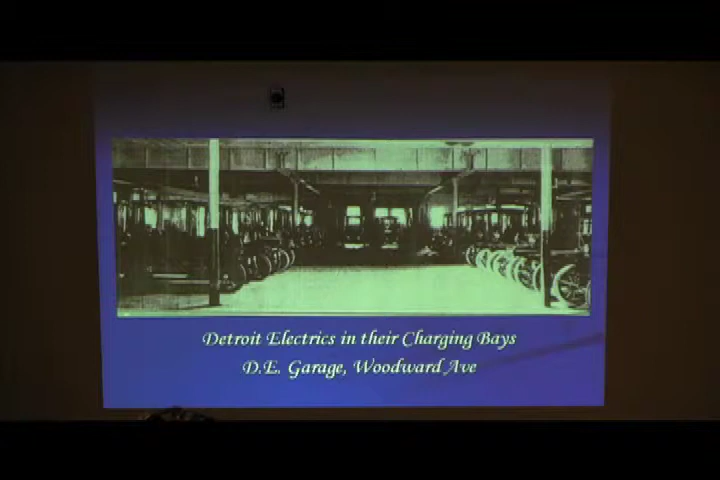 Detroit Electrics in their Charging Bays
D.E. Garage, Woodward Ave